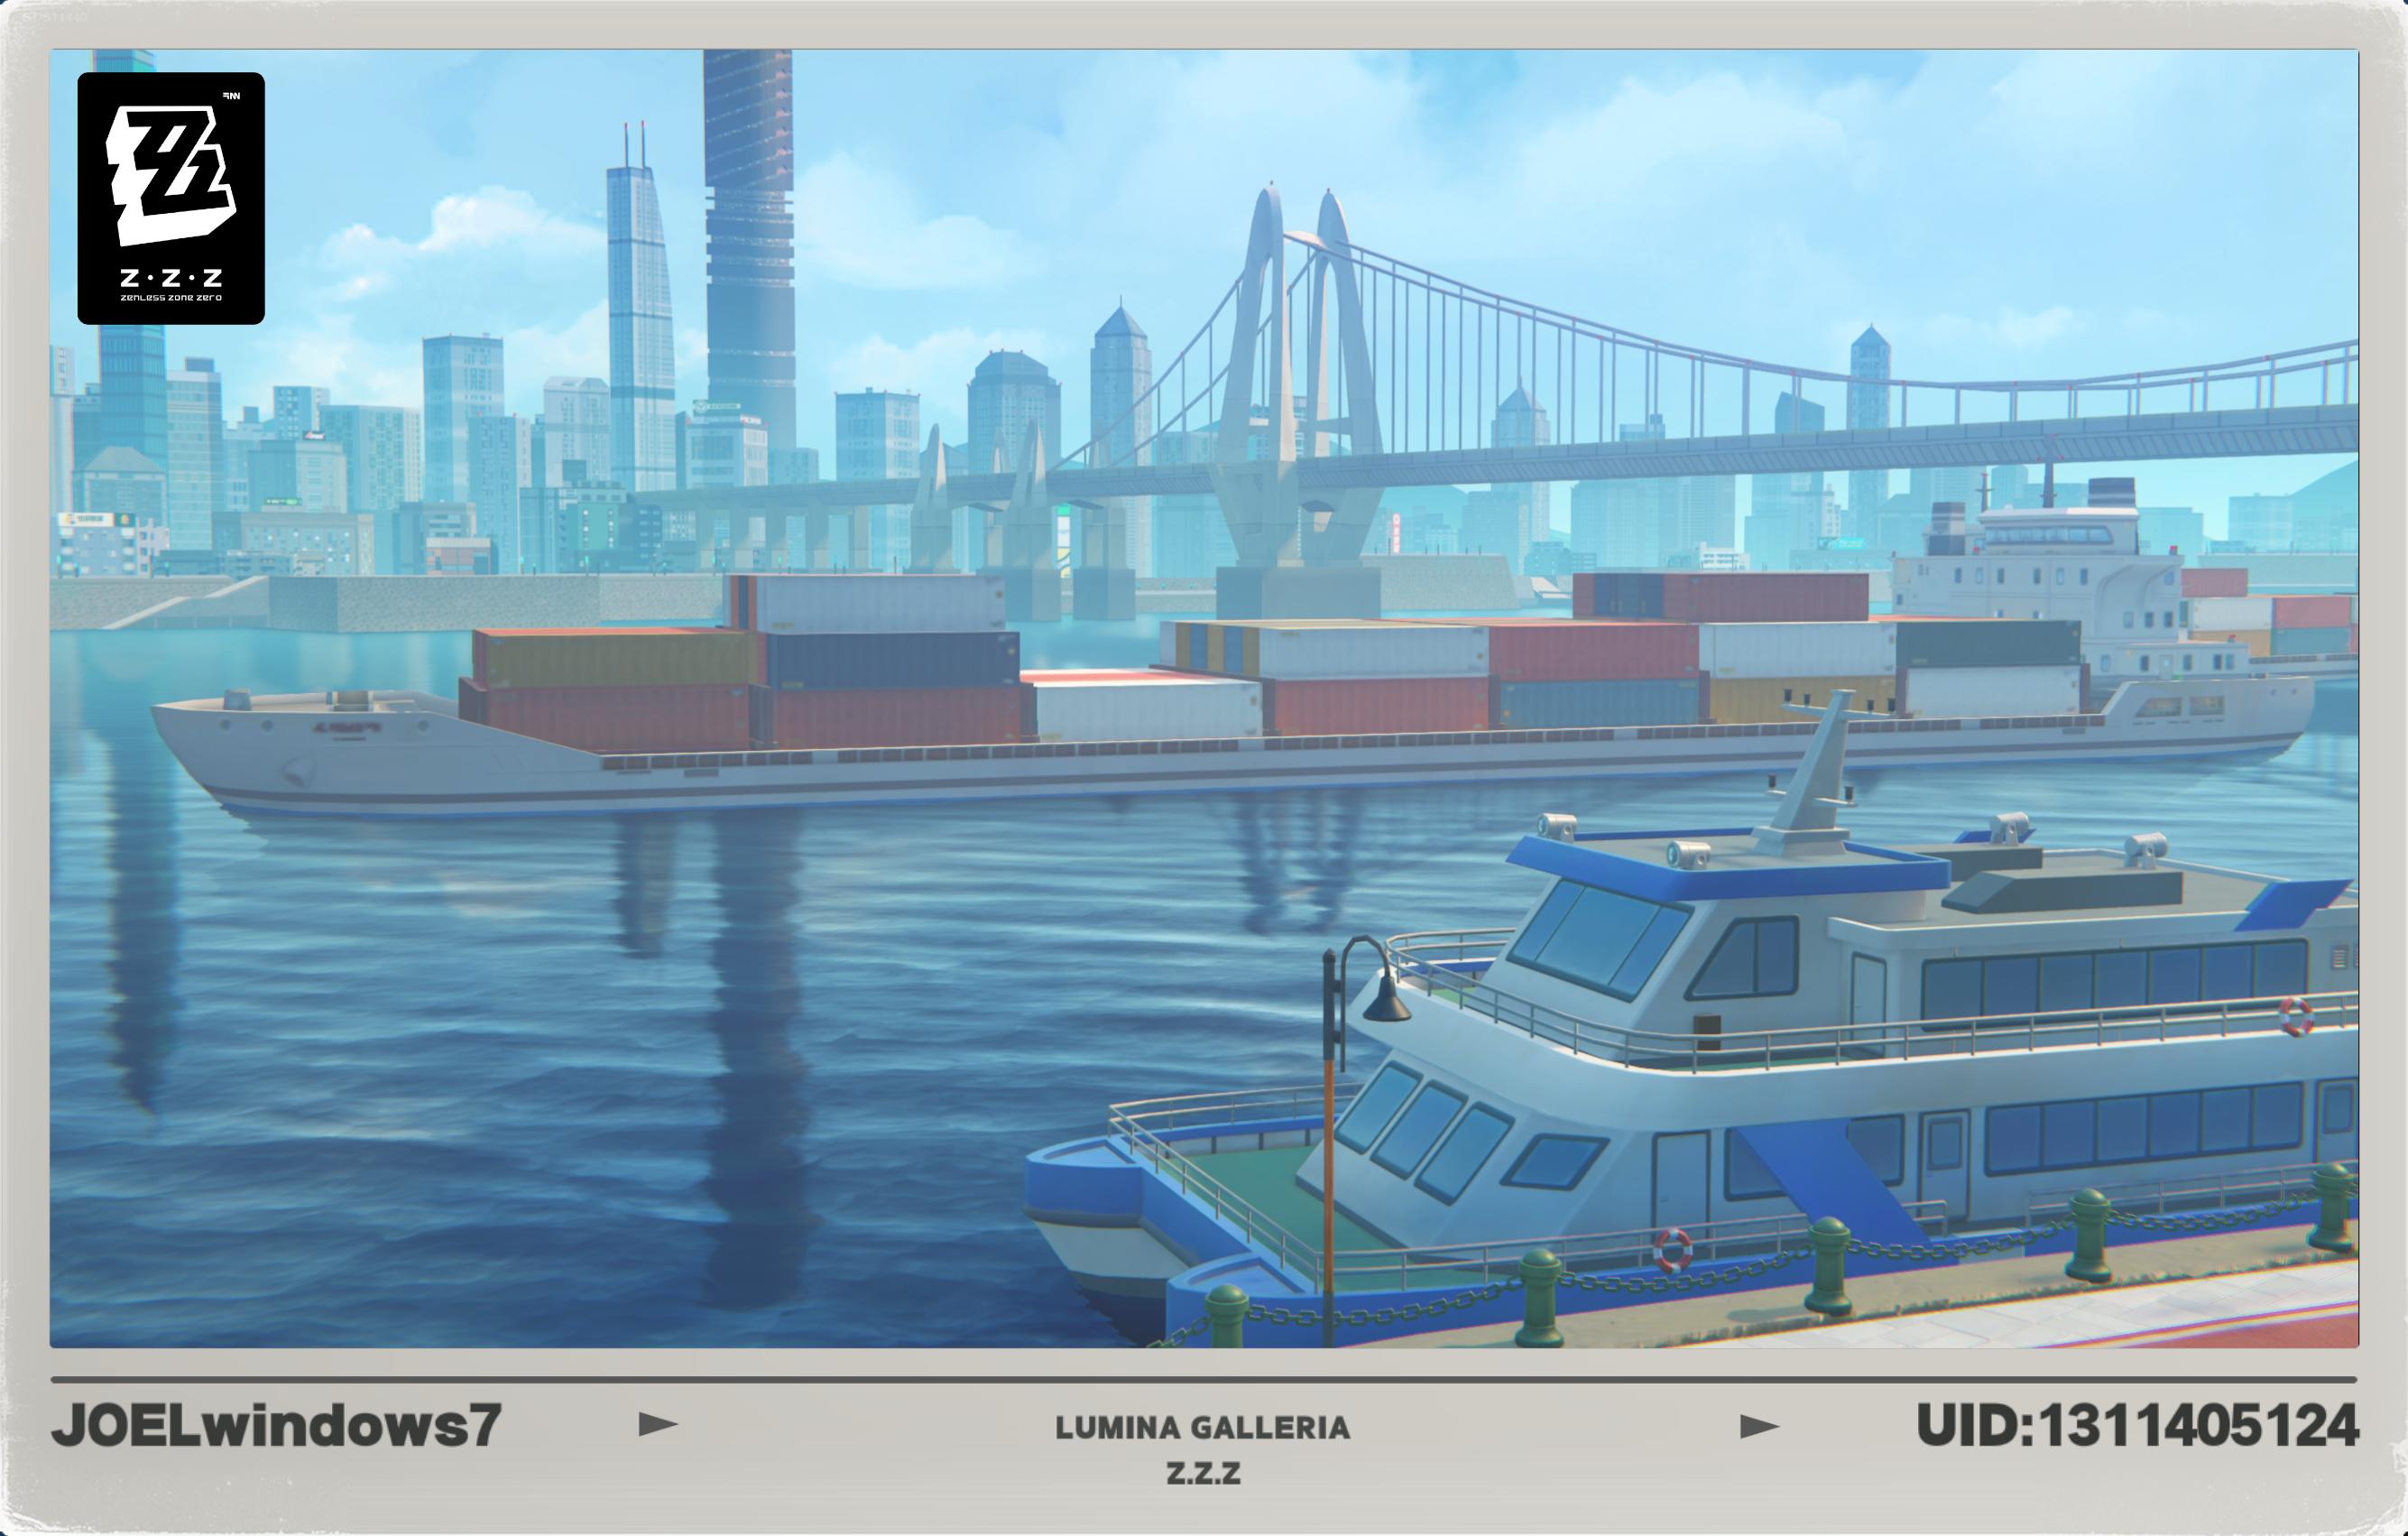 Z·Z·Z
ZENLESS ZONE ZERO
JOELwindows7
LUMINA GALLERIA
UID:1311405124
Z.Z.Z